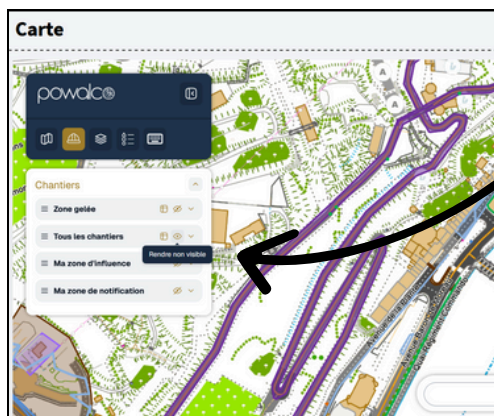 Carte
powalco
Chantiers
Zone gelée
Tous les chantiers
Rendre non visible
Ma zone d'influence
Ma zone de notification
A
A